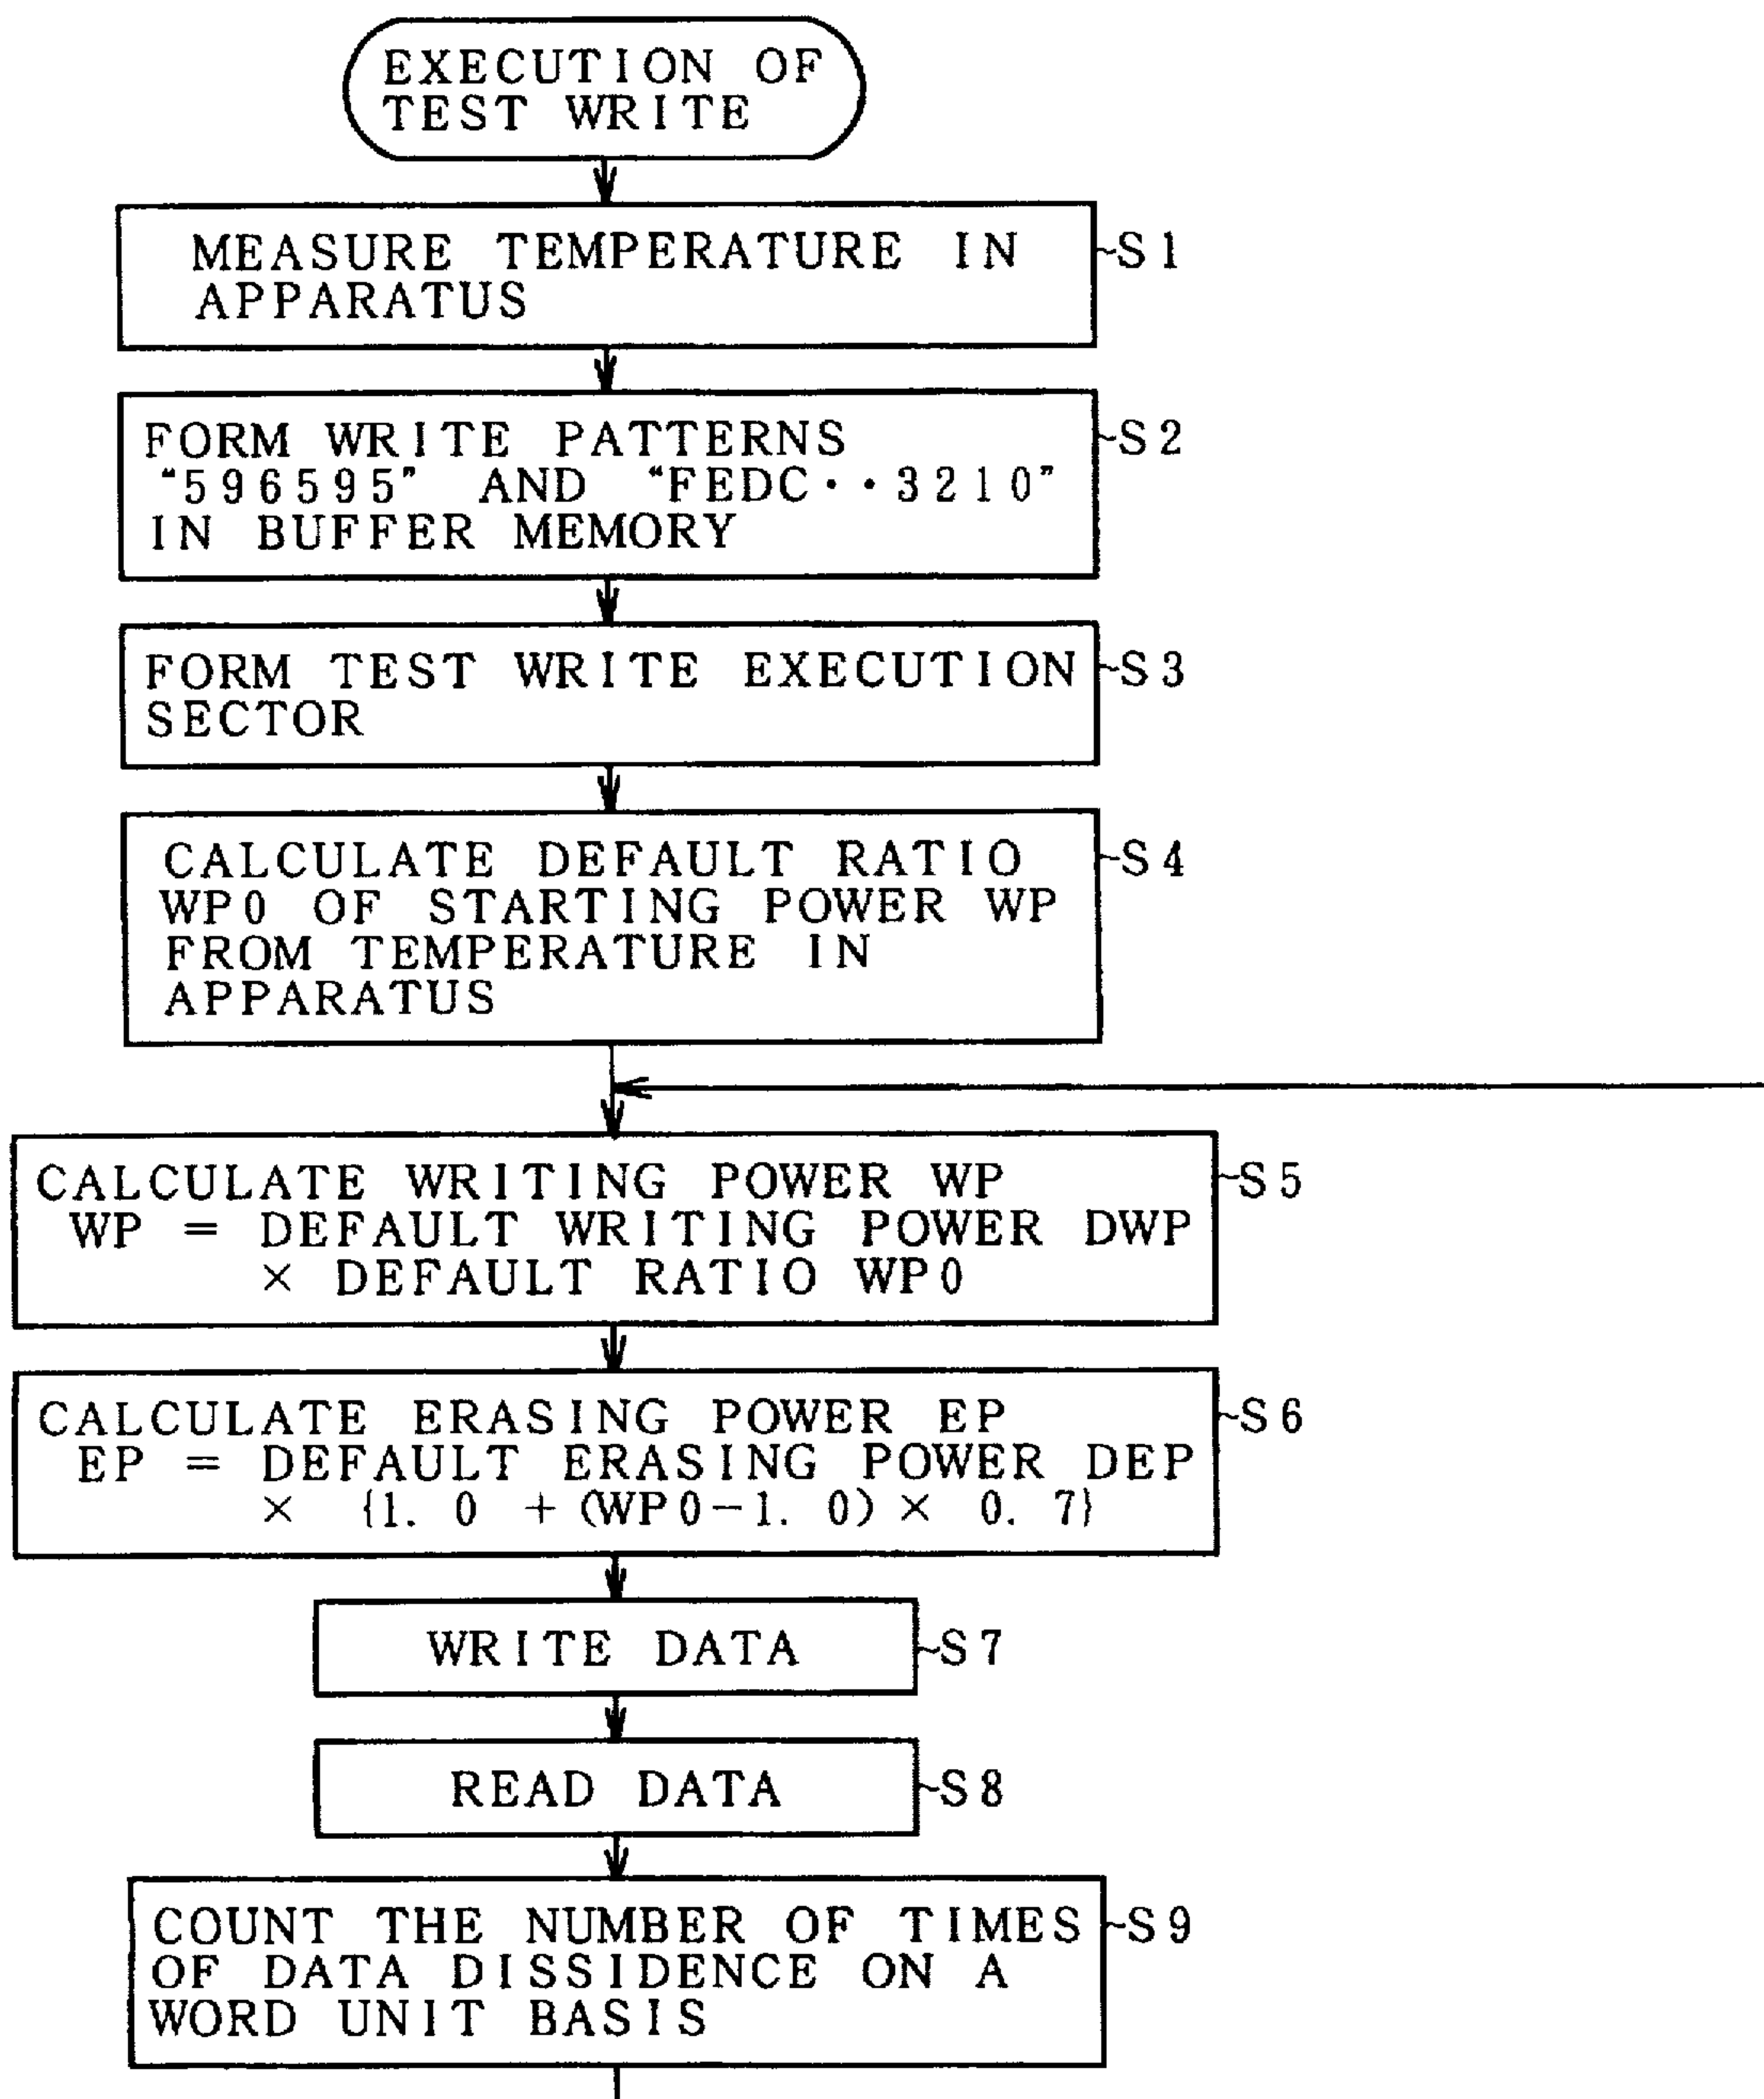 EXECUTION OF
TEST WRITE
MEASURE TEMPERATURE IN
APPARATUS
S1
FORM WRITE PATTERNS
"596595" AND "FEDC··3210"
IN BUFFER MEMORY
S2
FORM TEST WRITE EXECUTION
SECTOR
S3
CALCULATE DEFAULT RATIO
WP0 OF STARTING POWER WP
FROM TEMPERATURE IN
APPARATUS
S4
CALCULATE WRITING POWER WP
WP = DEFAULT WRITING POWER DWP
× DEFAULT RATIO WP0
S5
CALCULATE ERASING POWER EP
EP = DEFAULT ERASING POWER DEP
× {1.0 + (WP0-1.0) × 0.7}
S6
WRITE DATA
S7
READ DATA
S8
COUNT THE NUMBER OF TIMES
OF DATA DISSIDENCE ON A
WORD UNIT BASIS
S9